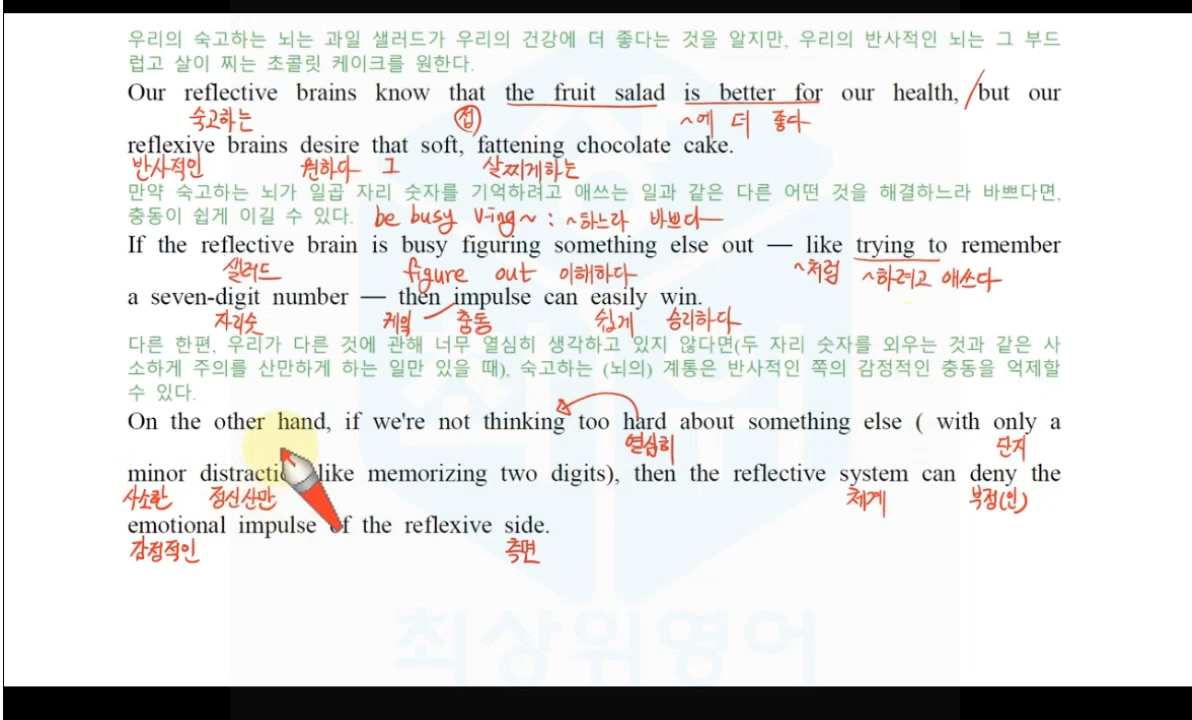 우리의 숙고하는 뇌는 과일 샐러드가 우리의 건강에 더 좋다는 것을 알지만, 우리의 반사적인 뇌는 그 부드
럽고 살이 찌는 초콜릿 케이크를 원한다.
Our reflective brains know that the fruit salad is better for our health, but our
숙고하는 접 ~에 더 좋다
reflexive brains desire that soft, fattening chocolate cake.
반사적인 원하다 그 살찌게하는
만약 숙고하는 뇌가 일곱 자리 숫자를 기억하려고 애쓰는 일과 같은 다른 어떤 것을 해결하느라 바쁘다면,
충동이 쉽게 이길 수 있다. be busy Ving~ : ~하느라 바쁘다
If the reflective brain is busy figuring something else out — like trying to remember
샐러드 figure out 이해하다 ~처럼 ~하려고 애쓰다
a seven-digit number — then impulse can easily win.
자리숫 케익 충동 쉽게 승리하다
다른 한편, 우리가 다른 것에 관해 너무 열심히 생각하고 있지 않다면(두 자리 숫자를 외우는 것과 같은 사
소하게 주의를 산만하게 하는 일만 있을 때), 숙고하는 (뇌의) 계통은 반사적인 쪽의 감정적인 충동을 억제할
수 있다.
On the other hand, if we're not thinking too hard about something else ( with only a
열심히 단지
minor distracti like memorizing two digits), then the reflective system can deny the
사소한 정신산만 체계 부정(인)
emotional impulse of the reflexive side.
감정적인 측면
최상위영어